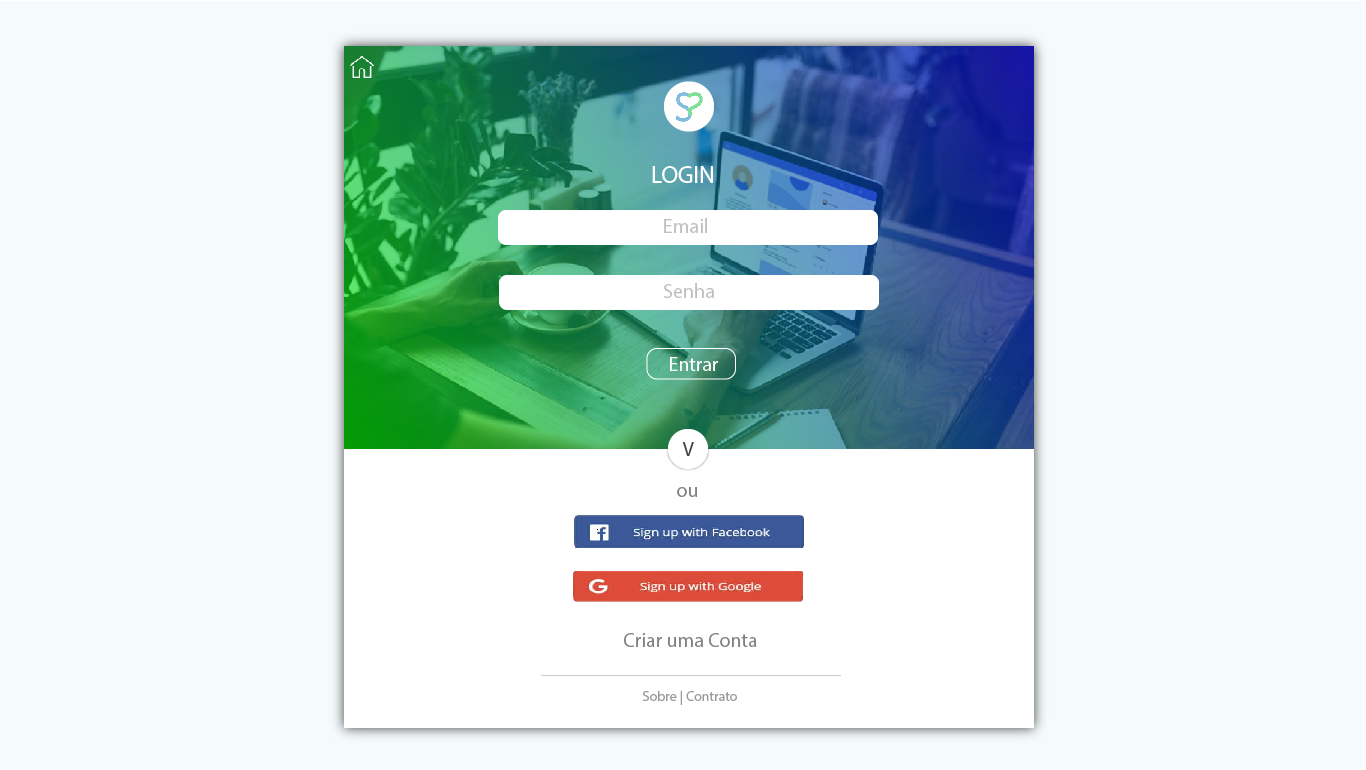 LOGIN
Email
Senha
Entrar
V
ou
Sign up with Facebook
Sign up with Google
Criar uma Conta
Sobre | Contrato